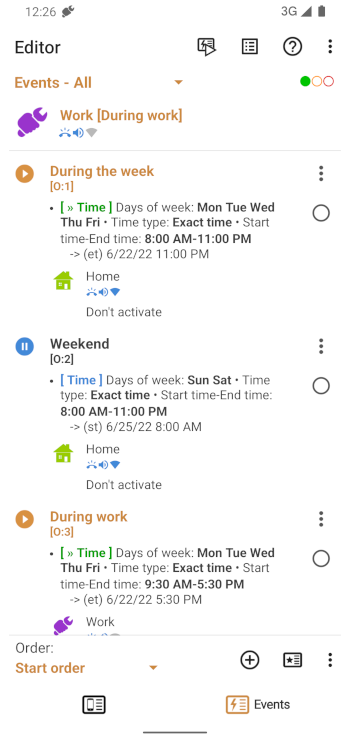 12:26
3G
Editor
Events - All
Work [During work]
During the week
[O:1]
• [ » Time ] Days of week: Mon Tue Wed
Thu Fri • Time type: Exact time • Start
time-End time: 8:00 AM-11:00 PM
-> (et) 6/22/22 11:00 PM
Home
Don't activate
Weekend
[O:2]
• [ Time ] Days of week: Sun Sat • Time
type: Exact time • Start time-End time:
8:00 AM-11:00 PM
-> (st) 6/25/22 8:00 AM
Home
Don't activate
During work
[O:3]
• [ » Time ] Days of week: Mon Tue Wed
Thu Fri • Time type: Exact time • Start
time-End time: 9:30 AM-5:30 PM
-> (et) 6/22/22 5:30 PM
Work
Order:
Start order
Events